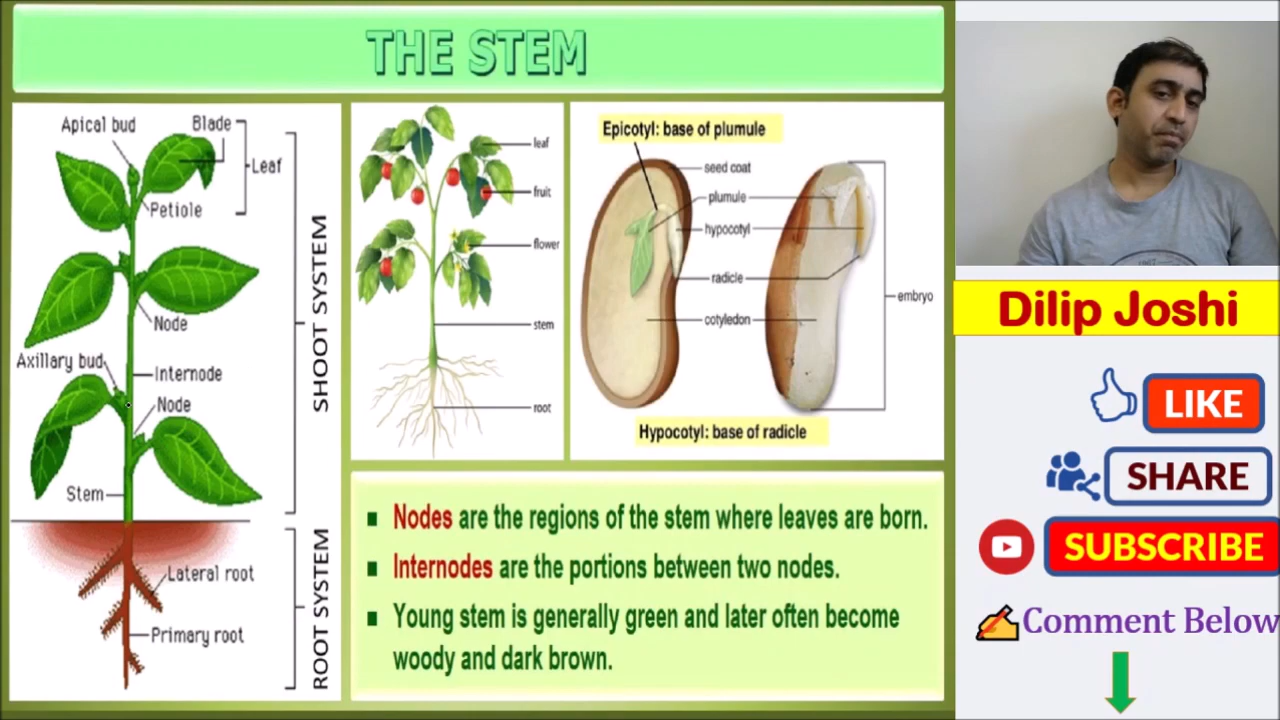 THE STEM
Apical bud
Blade
Leaf
Petiole
Node
Axillary bud
Internode
Node
Stem
SHOOT SYSTEM
Lateral root
Primary root
ROOT SYSTEM
leaf
fruit
flower
stem
root
Epicotyl: base of plumule
seed coat
plumule
hypocotyl
radicle
embryo
cotyledon
Hypocotyl: base of radicle
Nodes are the regions of the stem where leaves are born.
Internodes are the portions between two nodes.
Young stem is generally green and later often become
woody and dark brown.
Dilip Joshi
LIKE
SHARE
SUBSCRIBE
Comment Below